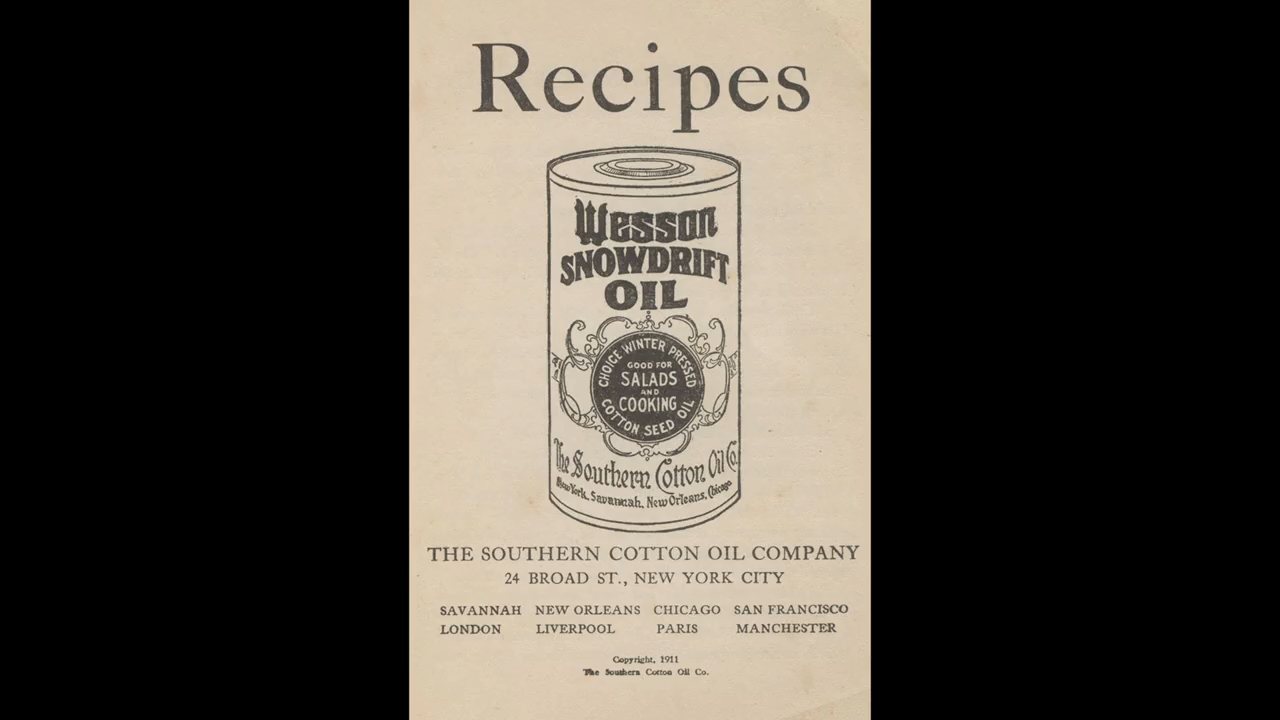 Recipes
Wesson
SNOWDRIFT
OIL
CHOICE WINTER PRESSED
GOOD FOR
SALADS
AND
COOKING
COTTON SEED OIL
The Southern Cotton Oil Co.
New York, Savannah, New Orleans, Chicago
THE SOUTHERN COTTON OIL COMPANY
24 BROAD ST., NEW YORK CITY
SAVANNAH NEW ORLEANS CHICAGO SAN FRANCISCO
LONDON LIVERPOOL PARIS MANCHESTER
Copyright, 1911
The Southern Cotton Oil Co.